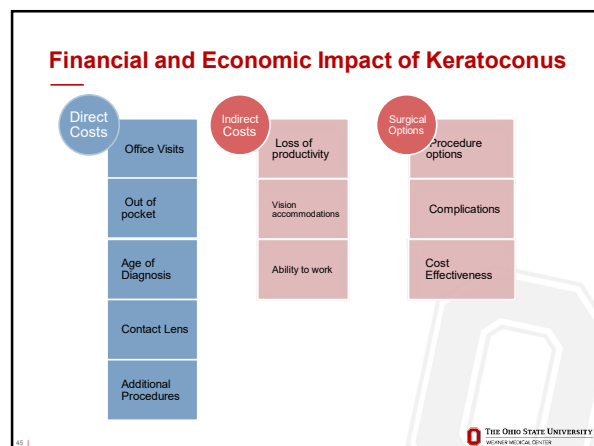 Financial and Economic Impact of Keratoconus
Direct
Costs
Office Visits
Out of
pocket
Age of
Diagnosis
Contact Lens
Additional
Procedures
Indirect
Costs
Loss of
productivity
Vision
accommodations
Ability to work
Surgical
Options
Procedure
options
Complications
Cost
Effectiveness
45 |
THE OHIO STATE UNIVERSITY
WEXNER MEDICAL CENTER